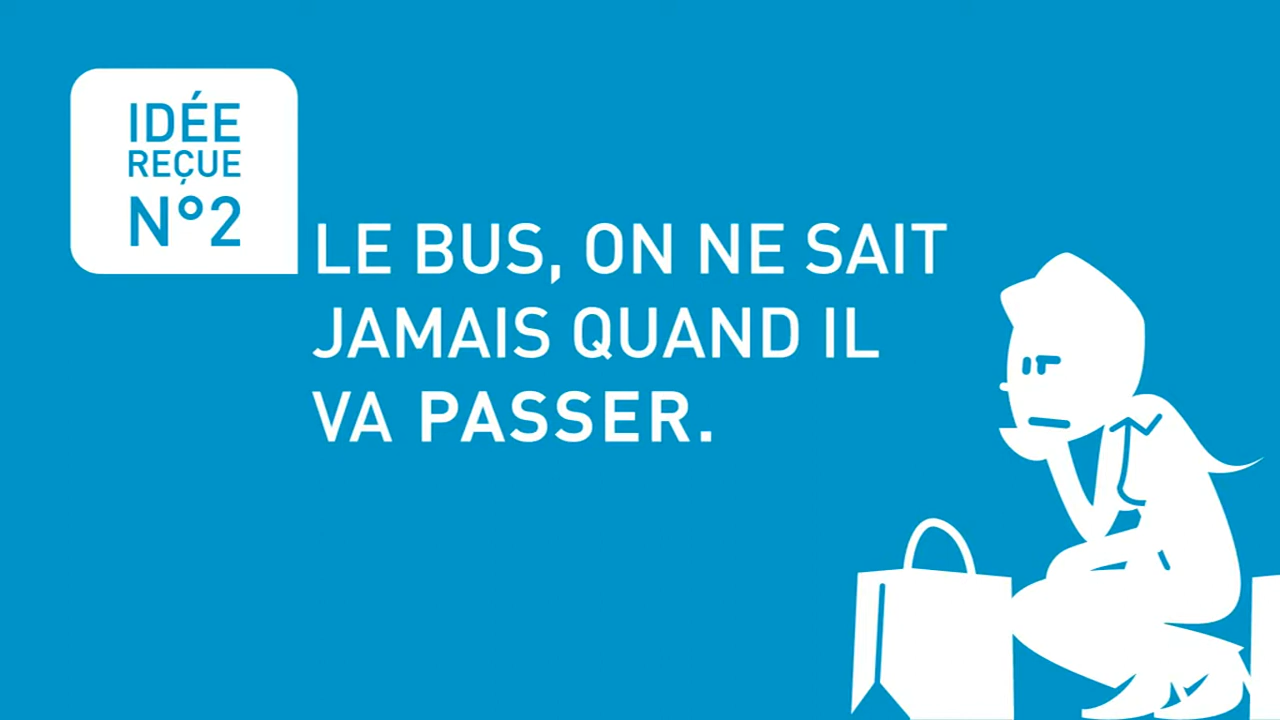 IDÉE
REÇUE
N°2
LE BUS, ON NE SAIT
JAMAIS QUAND IL
VA PASSER.